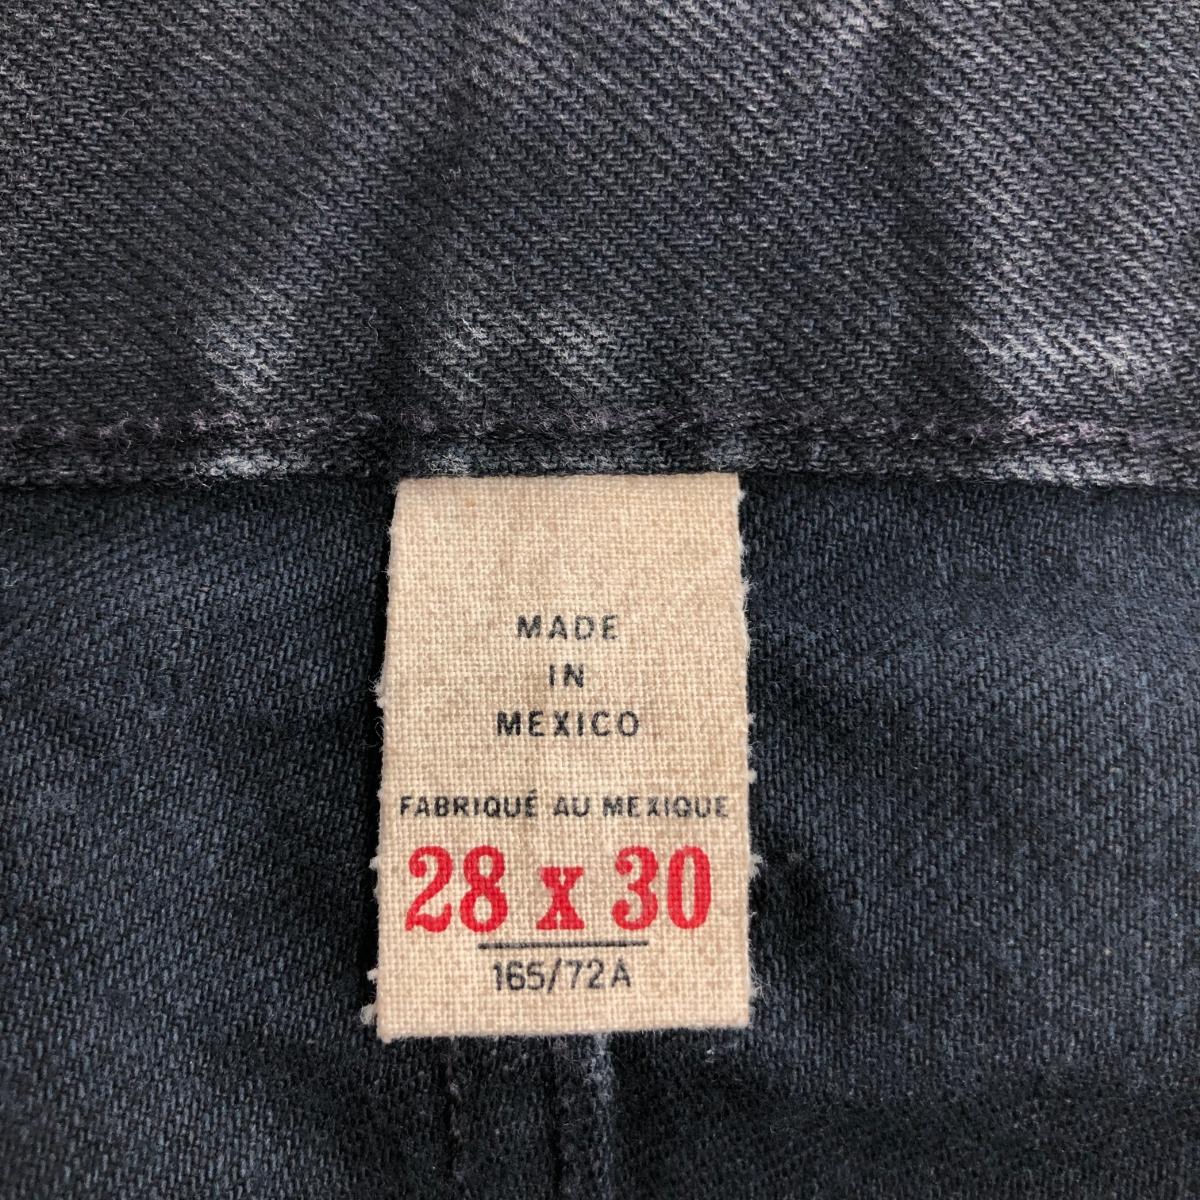 MADE
IN
MEXICO
FABRIQUÉ AU MEXIQUE
28 x 30
165/72A